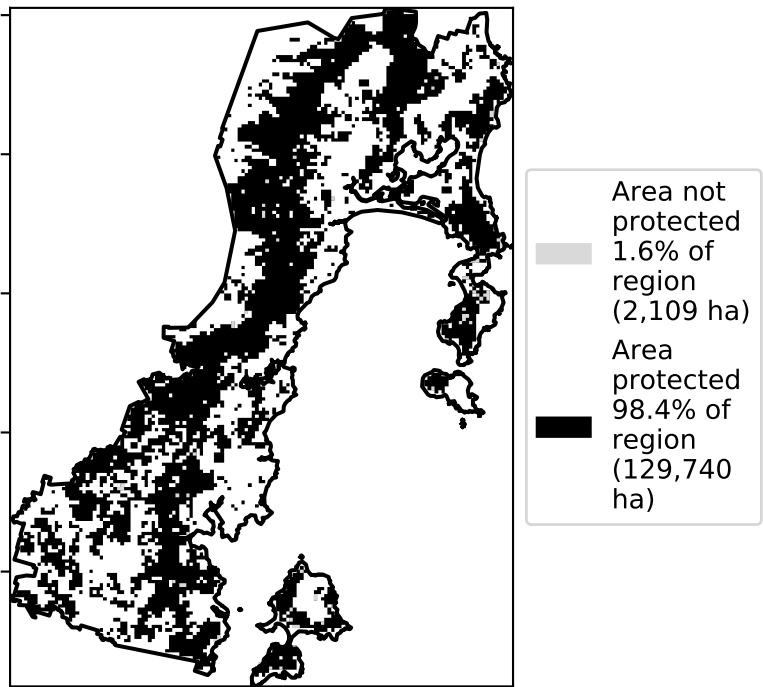 Area not
protected
1.6% of
region
(2,109 ha)
Area
protected
98.4% of
region
(129,740
ha)